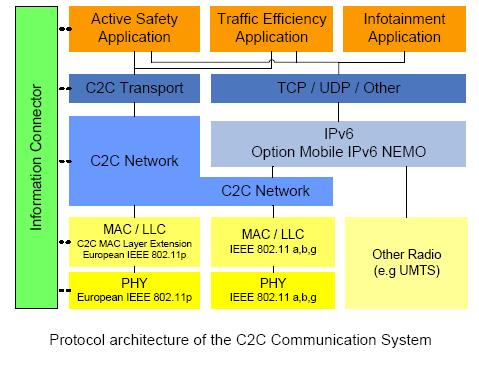 Information Connector
Active Safety
Application
Traffic Efficiency
Application
Infotainment
Application
C2C Transport
TCP / UDP / Other
C2C Network
IPv6
Option Mobile IPv6 NEMO
C2C Network
MAC / LLC
C2C MAC Layer Extension
European IEEE 802.11p
MAC / LLC
IEEE 802.11 a,b,g
Other Radio
(e.g UMTS)
PHY
European IEEE 802.11p
PHY
IEEE 802.11 a,b,g
Protocol architecture of the C2C Communication System